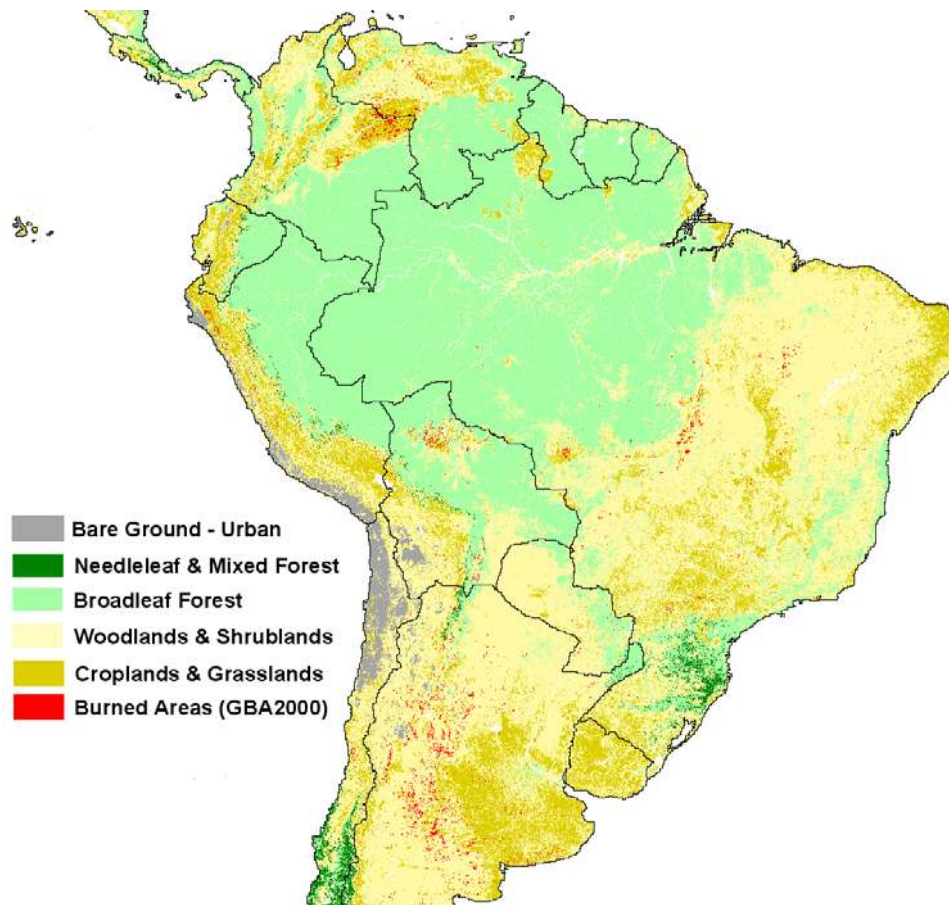 Bare Ground - Urban
Needleleaf & Mixed Forest
Broadleaf Forest
Woodlands & Shrublands
Croplands & Grasslands
Burned Areas (GBA2000)